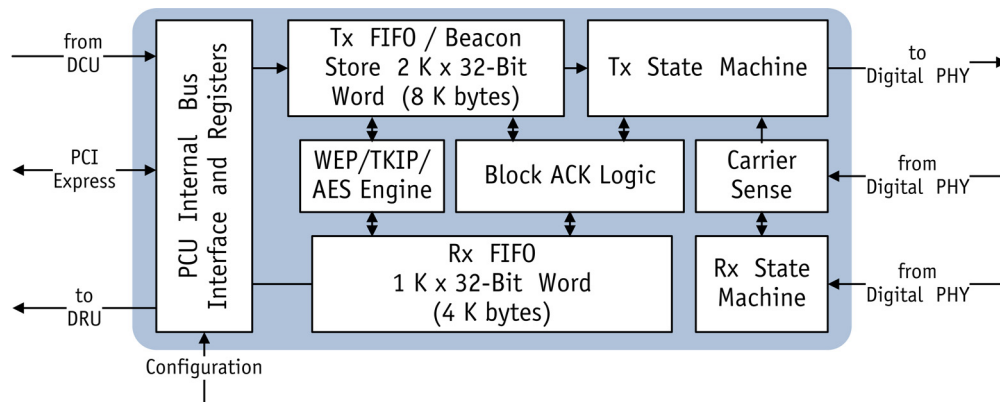 from
DCU
PCI
Express
to
DRU
Configuration
PCU Internal Bus
Interface and Registers
Tx FIFO / Beacon
Store 2 K x 32-Bit
Word (8 K bytes)
Tx State Machine
WEP/TKIP/
AES Engine
Block ACK Logic
Carrier
Sense
Rx FIFO
1 K x 32-Bit Word
(4 K bytes)
Rx State
Machine
to
Digital PHY
from
Digital PHY
from
Digital PHY